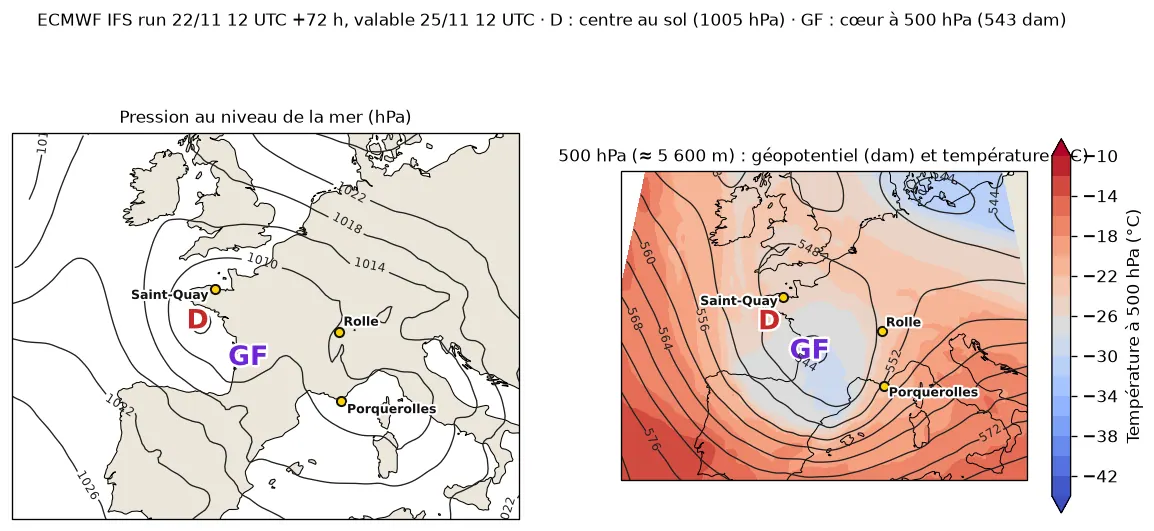 ECMWF IFS run 22/11 12 UTC +72 h, valable 25/11 12 UTC · D : centre au sol (1005 hPa) · GF : cœur à 500 hPa (543 dam)
Pression au niveau de la mer (hPa)
1022
1018
1014
1010
Saint-Quay
D
Rolle
GF
Porquerolles
1026
022
500 hPa (≈ 5 600 m) : géopotentiel (dam) et température
C)
544
548
560
556
568
564
Saint-Quay
D
Rolle
GF
552
Porquerolles
572
576
−10
−14
−18
−22
−26
−30
−34
−38
−42
Température à 500 hPa (°C)